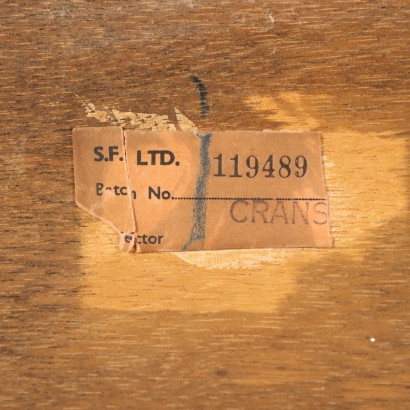 S.F. LTD. 119489
Batch No.
CRANS
ector